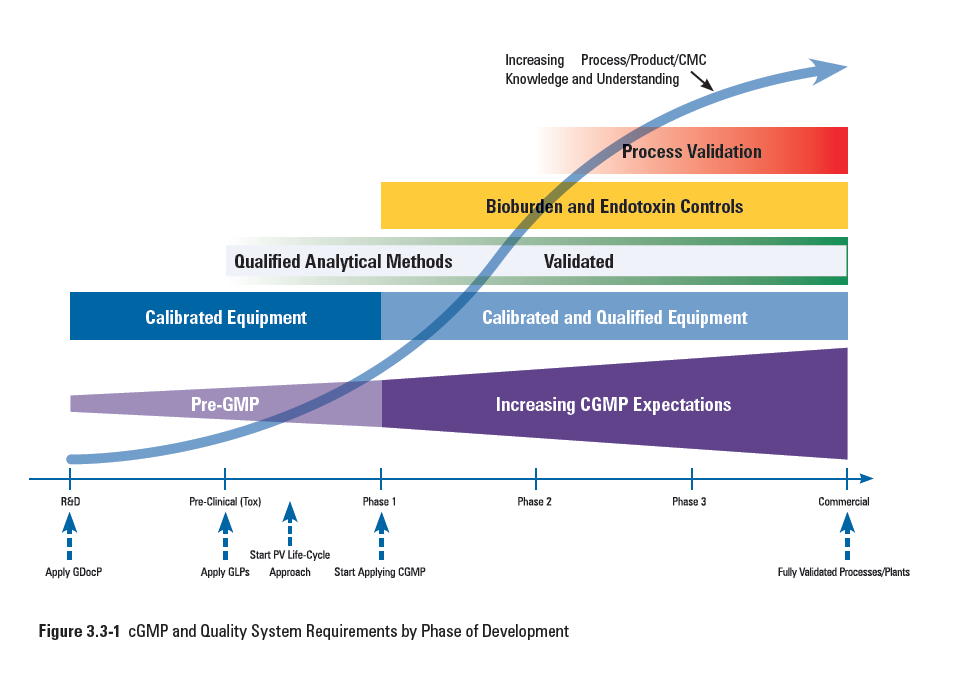 Increasing Process/Product/CMC
Knowledge and Understanding
Process Validation
Bioburden and Endotoxin Controls
Qualified Analytical Methods Validated
Calibrated Equipment Calibrated and Qualified Equipment
Pre-GMP Increasing CGMP Expectations
R&D Pre-Clinical (Tox) Phase 1 Phase 2 Phase 3 Commercial
Start PV Life-Cycle
Apply GDocP Apply GLPs Approach Start Applying CGMP Fully Validated Processes/Plants
Figure 3.3-1 cGMP and Quality System Requirements by Phase of Development